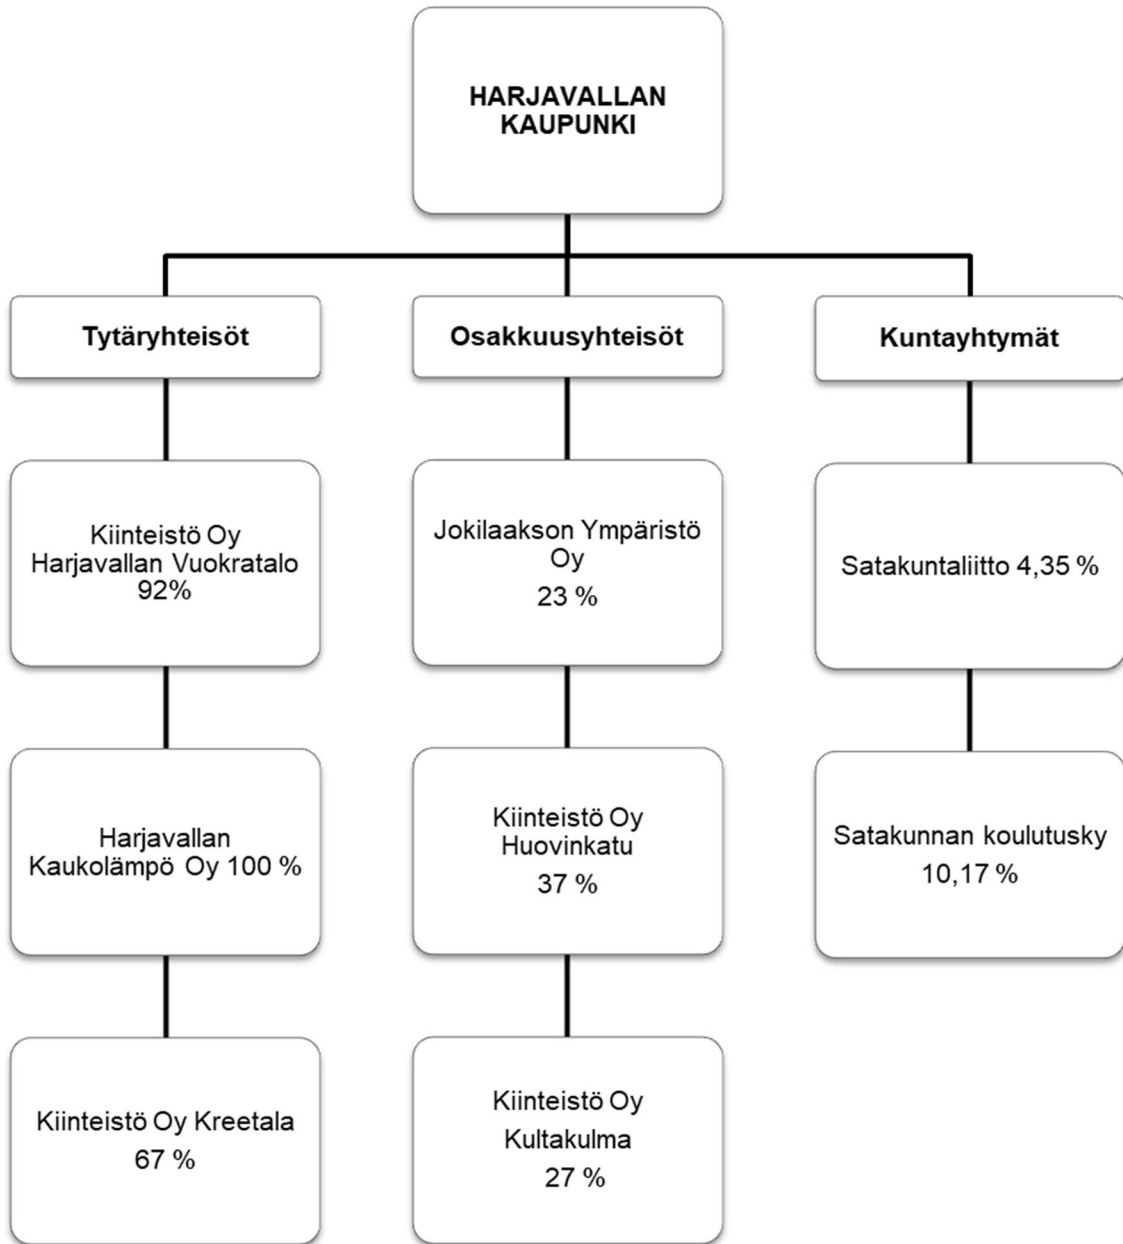 HARJAVALLAN
KAUPUNKI
Tytäryhteisöt
Osakkuusyhteisöt
Kuntayhtymät
Kiinteistö Oy
Harjavallan Vuokratalo
92%
Jokilaakson Ympäristö
Oy
23 %
Satakuntaliitto 4,35 %
Harjavallan
Kaukolämpö Oy 100 %
Kiinteistö Oy
Huovinkatu
37 %
Satakunnan koulutusky
10,17 %
Kiinteistö Oy Kreetala
67 %
Kiinteistö Oy
Kultakulma
27 %